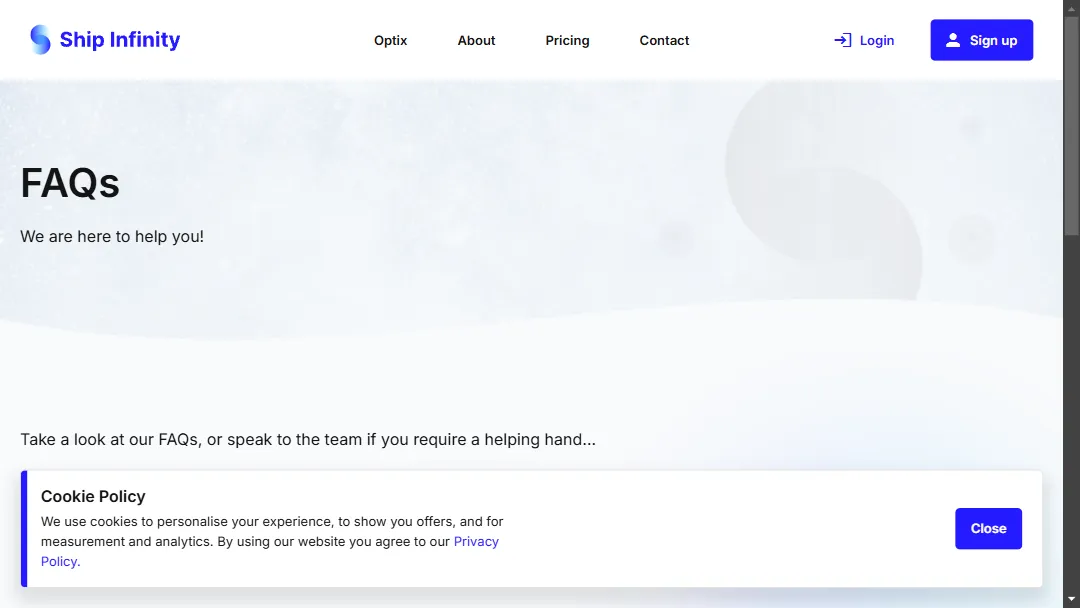 Ship Infinity
Optix
About
Pricing
Contact
Login
Sign up
FAQs
We are here to help you!
Take a look at our FAQs, or speak to the team if you require a helping hand...
Cookie Policy
We use cookies to personalise your experience, to show you offers, and for
measurement and analytics. By using our website you agree to our Privacy
Policy.
Close